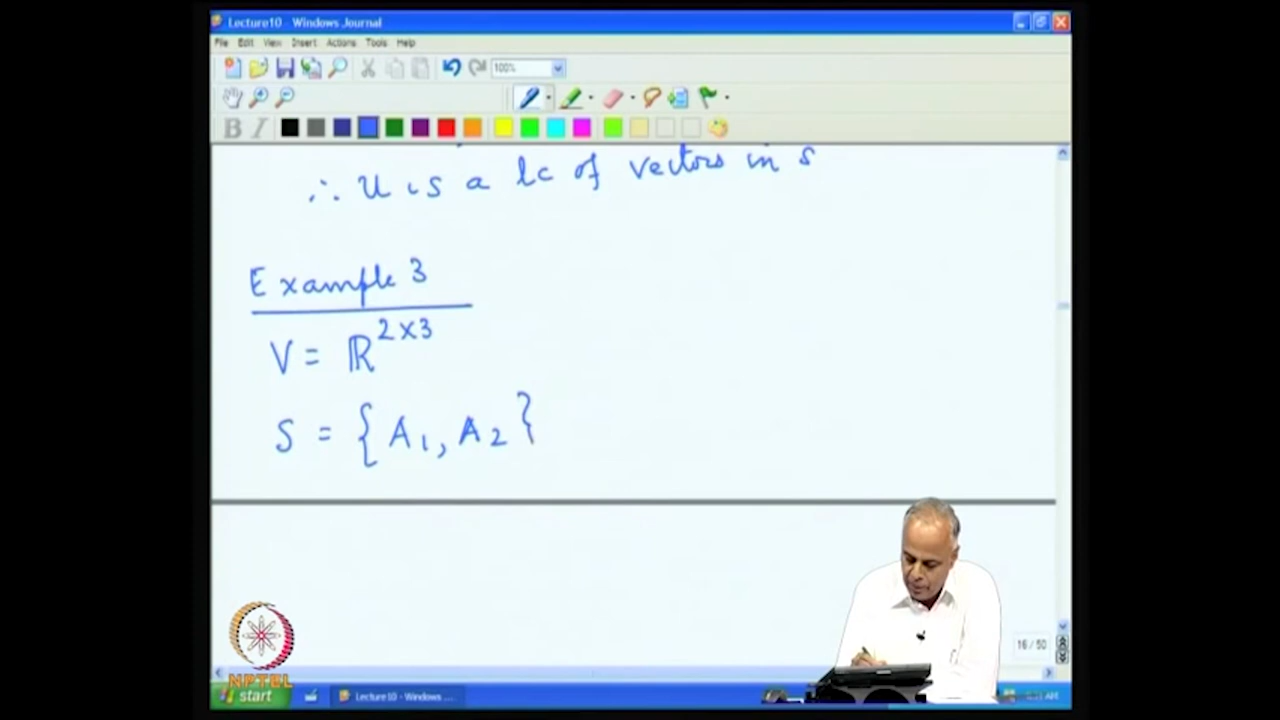 Lecture10 - Windows Journal
File Edit View Insert Actions Tools Help
100%
B I
∴ u is a lc of vectors in S
Example 3
V = ℝ^{2×3}
S = {A₁, A₂}
16 / 50
NPTEL
start Lecture10 - Windows ...